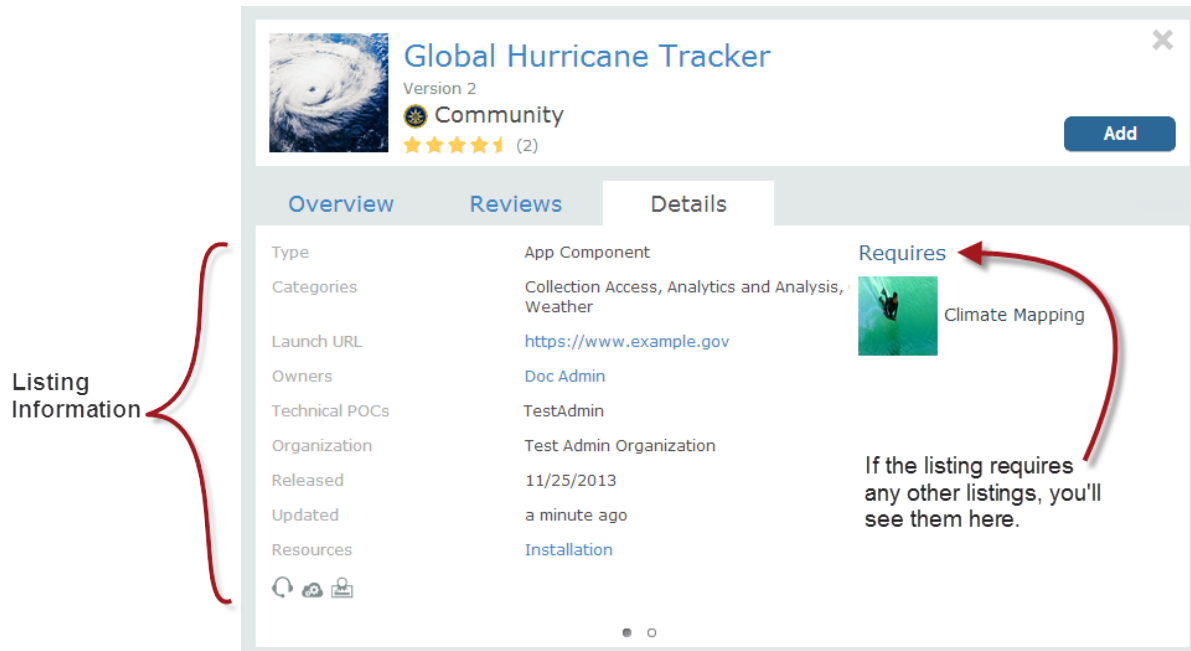 Global Hurricane Tracker
Version 2
Community
(2)
Add
Overview Reviews Details
Type App Component
Categories Collection Access, Analytics and Analysis,
Weather
Launch URL https://www.example.gov
Owners Doc Admin
Technical POCs TestAdmin
Organization Test Admin Organization
Released 11/25/2013
Updated a minute ago
Resources Installation
Requires
Climate Mapping
Listing
Information
If the listing requires
any other listings, you'll
see them here.